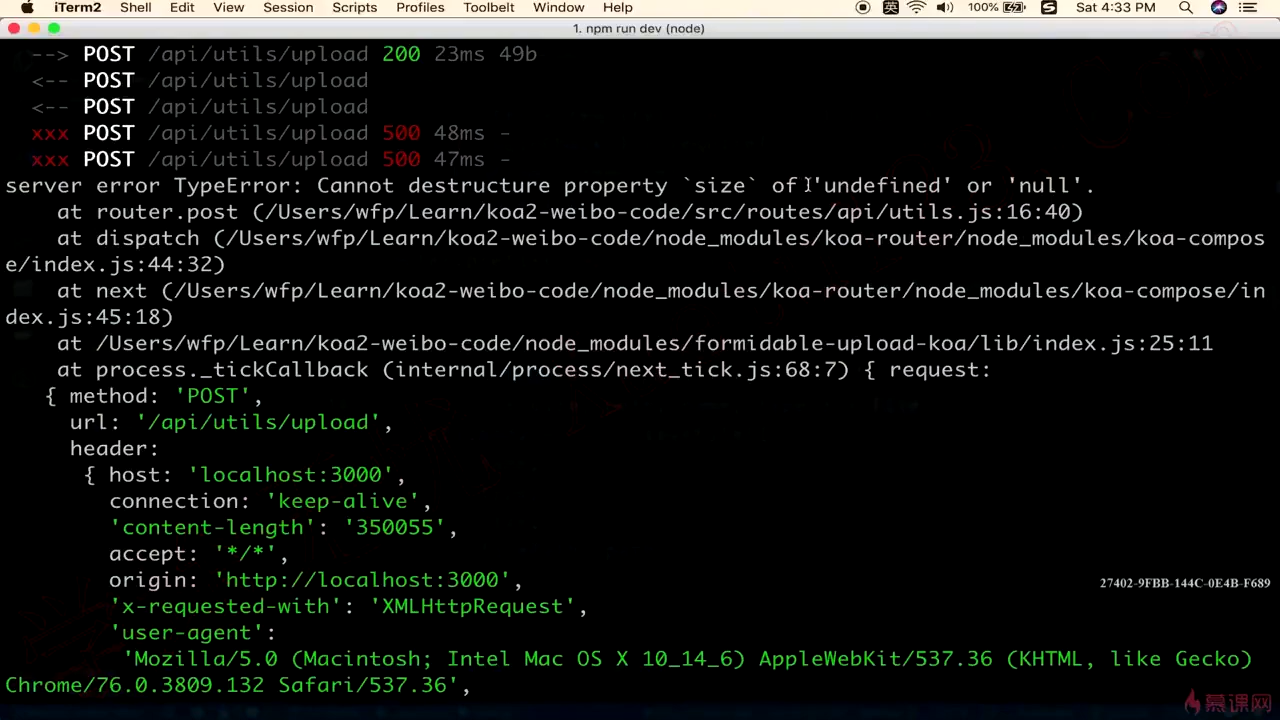 iTerm2 Shell Edit View Session Scripts Profiles Toolbelt Window Help 英 100% S Sat 4:33 PM
1. npm run dev (node)
--> POST /api/utils/upload 200 23ms 49b
<-- POST /api/utils/upload
<-- POST /api/utils/upload
xxx POST /api/utils/upload 500 48ms -
xxx POST /api/utils/upload 500 47ms -
server error TypeError: Cannot destructure property `size` of 'undefined' or 'null'.
at router.post (/Users/wfp/Learn/koa2-weibo-code/src/routes/api/utils.js:16:40)
at dispatch (/Users/wfp/Learn/koa2-weibo-code/node_modules/koa-router/node_modules/koa-compos
e/index.js:44:32)
at next (/Users/wfp/Learn/koa2-weibo-code/node_modules/koa-router/node_modules/koa-compose/in
dex.js:45:18)
at /Users/wfp/Learn/koa2-weibo-code/node_modules/formidable-upload-koa/lib/index.js:25:11
at process._tickCallback (internal/process/next_tick.js:68:7) { request:
{ method: 'POST',
url: '/api/utils/upload',
header:
{ host: 'localhost:3000',
connection: 'keep-alive',
'content-length': '350055',
accept: '*/*',
origin: 'http://localhost:3000',
27402-9FBB-144C-0E4B-F689
'x-requested-with': 'XMLHttpRequest',
'user-agent':
'Mozilla/5.0 (Macintosh; Intel Mac OS X 10_14_6) AppleWebKit/537.36 (KHTML, like Gecko)
Chrome/76.0.3809.132 Safari/537.36',
慕课网